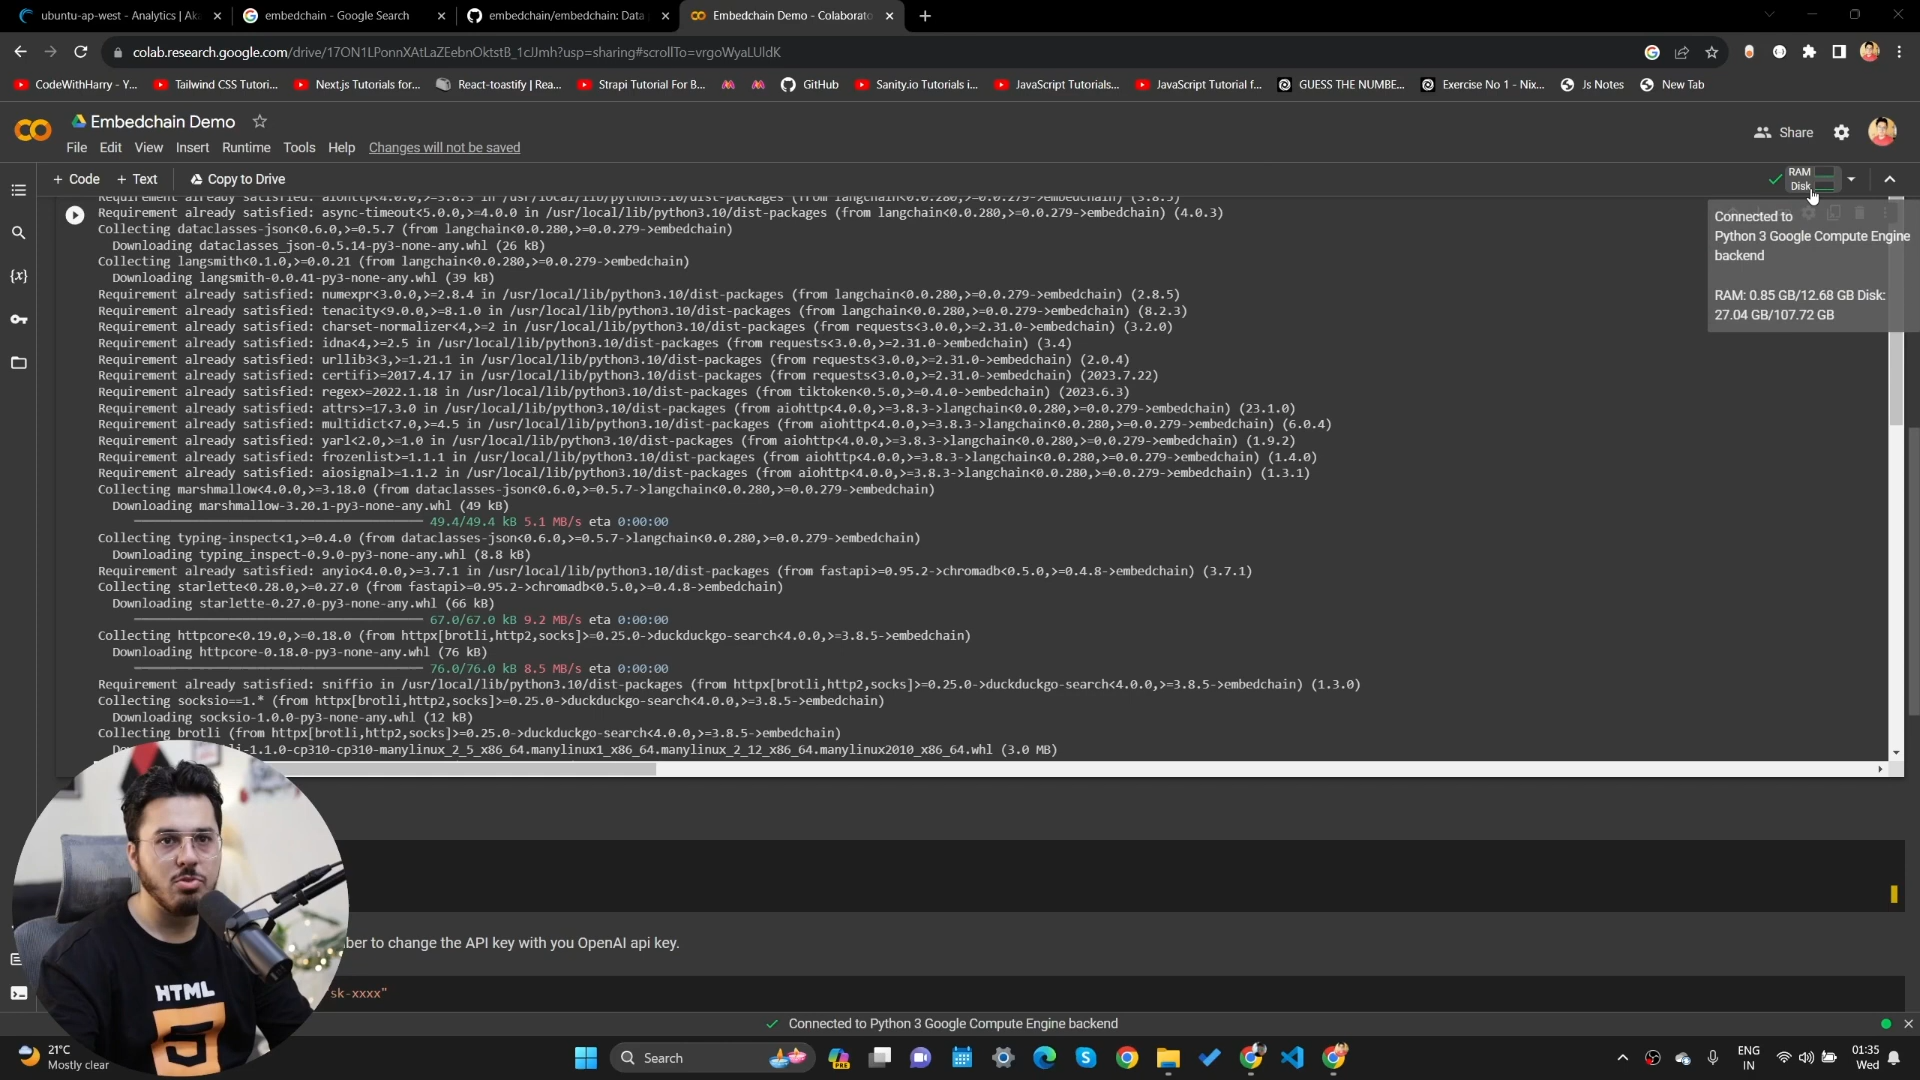 ubuntu-ap-west - Analytics | Ak
embedchain - Google Search
embedchain/embedchain: Data
Embedchain Demo - Colaborato
colab.research.google.com/drive/17ON1LPonnXAtLaZEebnOktstB_1cJJmh?usp=sharing#scrollTo=vrgoWyaLUldK
CodeWithHarry - Y...
Tailwind CSS Tutori...
Next.js Tutorials for...
React-toastify | Rea...
Strapi Tutorial For B...
GitHub
Sanity.io Tutorials i...
JavaScript Tutorials...
JavaScript Tutorial f...
GUESS THE NUMBE...
Exercise No 1 - Nix...
Js Notes
New Tab
Embedchain Demo
Share
File Edit View Insert Runtime Tools Help Changes will not be saved
+ Code + Text Copy to Drive
RAM
Disk
Connected to
Python 3 Google Compute Engine
backend
RAM: 0.85 GB/12.68 GB Disk:
27.04 GB/107.72 GB
Requirement already satisfied: aiohttp<4.0.0,>=3.8.3 in /usr/local/lib/python3.10/dist-packages (from langchain<0.0.280,>=0.0.279->embedchain) (3.8.5)
Requirement already satisfied: async-timeout<5.0.0,>=4.0.0 in /usr/local/lib/python3.10/dist-packages (from langchain<0.0.280,>=0.0.279->embedchain) (4.0.3)
Collecting dataclasses-json<0.6.0,>=0.5.7 (from langchain<0.0.280,>=0.0.279->embedchain)
Downloading dataclasses_json-0.5.14-py3-none-any.whl (26 kB)
Collecting langsmith<0.1.0,>=0.0.21 (from langchain<0.0.280,>=0.0.279->embedchain)
Downloading langsmith-0.0.41-py3-none-any.whl (39 kB)
Requirement already satisfied: numexpr<3.0.0,>=2.8.4 in /usr/local/lib/python3.10/dist-packages (from langchain<0.0.280,>=0.0.279->embedchain) (2.8.5)
Requirement already satisfied: tenacity<9.0.0,>=8.1.0 in /usr/local/lib/python3.10/dist-packages (from langchain<0.0.280,>=0.0.279->embedchain) (8.2.3)
Requirement already satisfied: charset-normalizer<4,>=2 in /usr/local/lib/python3.10/dist-packages (from requests<3.0.0,>=2.31.0->embedchain) (3.2.0)
Requirement already satisfied: idna<4,>=2.5 in /usr/local/lib/python3.10/dist-packages (from requests<3.0.0,>=2.31.0->embedchain) (3.4)
Requirement already satisfied: urllib3<3,>=1.21.1 in /usr/local/lib/python3.10/dist-packages (from requests<3.0.0,>=2.31.0->embedchain) (2.0.4)
Requirement already satisfied: certifi>=2017.4.17 in /usr/local/lib/python3.10/dist-packages (from requests<3.0.0,>=2.31.0->embedchain) (2023.7.22)
Requirement already satisfied: regex>=2022.1.18 in /usr/local/lib/python3.10/dist-packages (from tiktoken<0.5.0,>=0.4.0->embedchain) (2023.6.3)
Requirement already satisfied: attrs>=17.3.0 in /usr/local/lib/python3.10/dist-packages (from aiohttp<4.0.0,>=3.8.3->langchain<0.0.280,>=0.0.279->embedchain) (23.1.0)
Requirement already satisfied: multidict<7.0,>=4.5 in /usr/local/lib/python3.10/dist-packages (from aiohttp<4.0.0,>=3.8.3->langchain<0.0.280,>=0.0.279->embedchain) (6.0.4)
Requirement already satisfied: yarl<2.0,>=1.0 in /usr/local/lib/python3.10/dist-packages (from aiohttp<4.0.0,>=3.8.3->langchain<0.0.280,>=0.0.279->embedchain) (1.9.2)
Requirement already satisfied: frozenlist>=1.1.1 in /usr/local/lib/python3.10/dist-packages (from aiohttp<4.0.0,>=3.8.3->langchain<0.0.280,>=0.0.279->embedchain) (1.4.0)
Requirement already satisfied: aiosignal>=1.1.2 in /usr/local/lib/python3.10/dist-packages (from aiohttp<4.0.0,>=3.8.3->langchain<0.0.280,>=0.0.279->embedchain) (1.3.1)
Collecting marshmallow<4.0.0,>=3.18.0 (from dataclasses-json<0.6.0,>=0.5.7->langchain<0.0.280,>=0.0.279->embedchain)
Downloading marshmallow-3.20.1-py3-none-any.whl (49 kB)
49.4/49.4 kB 5.1 MB/s eta 0:00:00
Collecting typing-inspect<1,>=0.4.0 (from dataclasses-json<0.6.0,>=0.5.7->langchain<0.0.280,>=0.0.279->embedchain)
Downloading typing_inspect-0.9.0-py3-none-any.whl (8.8 kB)
Requirement already satisfied: anyio<4.0.0,>=3.7.1 in /usr/local/lib/python3.10/dist-packages (from fastapi>=0.95.2->chromadb<0.5.0,>=0.4.8->embedchain) (3.7.1)
Collecting starlette<0.28.0,>=0.27.0 (from fastapi>=0.95.2->chromadb<0.5.0,>=0.4.8->embedchain)
Downloading starlette-0.27.0-py3-none-any.whl (66 kB)
67.0/67.0 kB 9.2 MB/s eta 0:00:00
Collecting httpcore<0.19.0,>=0.18.0 (from httpx[brotli,http2,socks]>=0.25.0->duckduckgo-search<4.0.0,>=3.8.5->embedchain)
Downloading httpcore-0.18.0-py3-none-any.whl (76 kB)
76.0/76.0 kB 8.5 MB/s eta 0:00:00
Requirement already satisfied: sniffio in /usr/local/lib/python3.10/dist-packages (from httpx[brotli,http2,socks]>=0.25.0->duckduckgo-search<4.0.0,>=3.8.5->embedchain) (1.3.0)
Collecting socksio==1.* (from httpx[brotli,http2,socks]>=0.25.0->duckduckgo-search<4.0.0,>=3.8.5->embedchain)
Downloading socksio-1.0.0-py3-none-any.whl (12 kB)
Collecting brotli (from httpx[brotli,http2,socks]>=0.25.0->duckduckgo-search<4.0.0,>=3.8.5->embedchain)
li-1.1.0-cp310-cp310-manylinux_2_5_x86_64.manylinux1_x86_64.manylinux_2_12_x86_64.manylinux2010_x86_64.whl (3.0 MB)
ber to change the API key with you OpenAI api key.
sk-xxxx"
HTML
Connected to Python 3 Google Compute Engine backend
21°C
Mostly clear
Search
PRE
ENG
IN
01:35
Wed